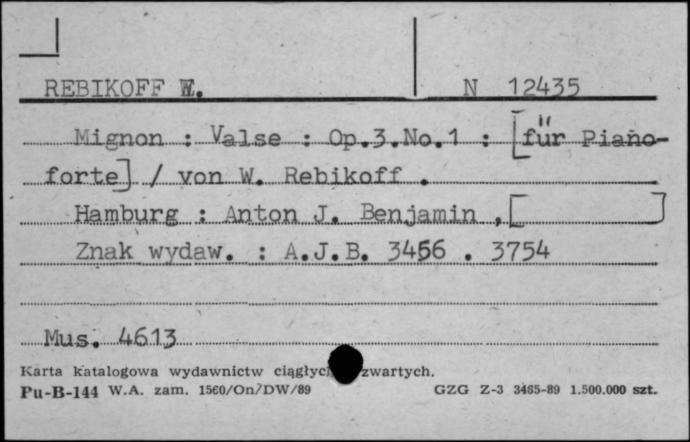 REBIKOFF W. N 12435
Mignon : Valse : Op.3.No.1 : [für Piano-
forte] / von W. Rebikoff .
Hamburg : Anton J. Benjamin ,[ ]
Znak wydaw. : A.J.B. 3456 . 3754
Mus. 4613
Karta katalogowa wydawnictw zwartych.
Pu-B-144 W.A. zam. 1560/On/DW/89 GZG Z-3 3465-89 1.500.000 szt.